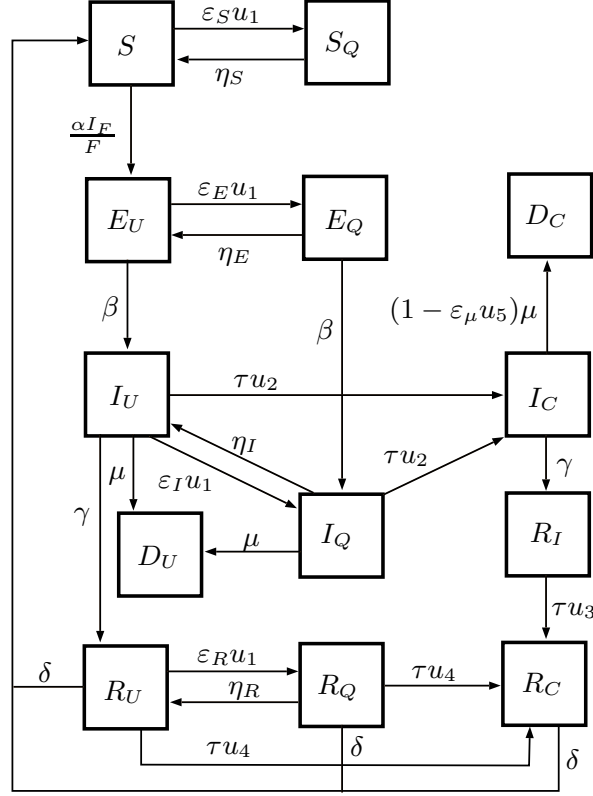 ε_S u_1
S
S_Q
η_S
αI_F / F
ε_E u_1
E_U
E_Q
D_C
η_E
β
(1 − ε_μ u_5)μ
β
τu_2
I_U
I_C
η_I
τu_2
μ
ε_I u_1
γ
γ
I_Q
R_I
μ
D_U
τu_3
ε_R u_1
δ
R_U
η_R
R_Q
τu_4
R_C
τu_4
δ
δ